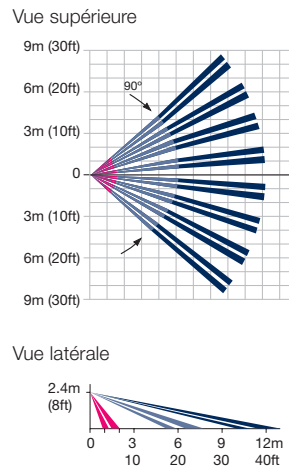 Vue supérieure
9m (30ft)
6m (20ft)
90º
3m (10ft)
0
3m (10ft)
6m (20ft)
9m (30ft)
Vue latérale
2.4m
(8ft)
0 3 6 9 12m
10 20 30 40ft